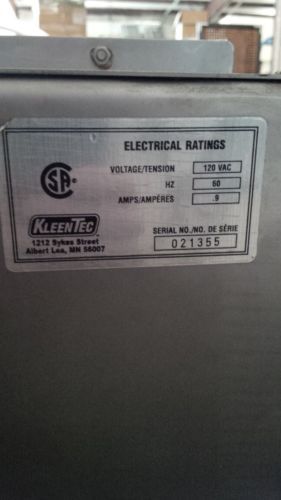 ELECTRICAL RATINGS
VOLTAGE/TENSION 120 VAC
HZ 60
AMPS/AMPÈRES .9
SERIAL NO./NO. DE SÉRIE
021355
SA
®
KLEENTEC
1212 Sykes Street
Albert Lea, MN 56007